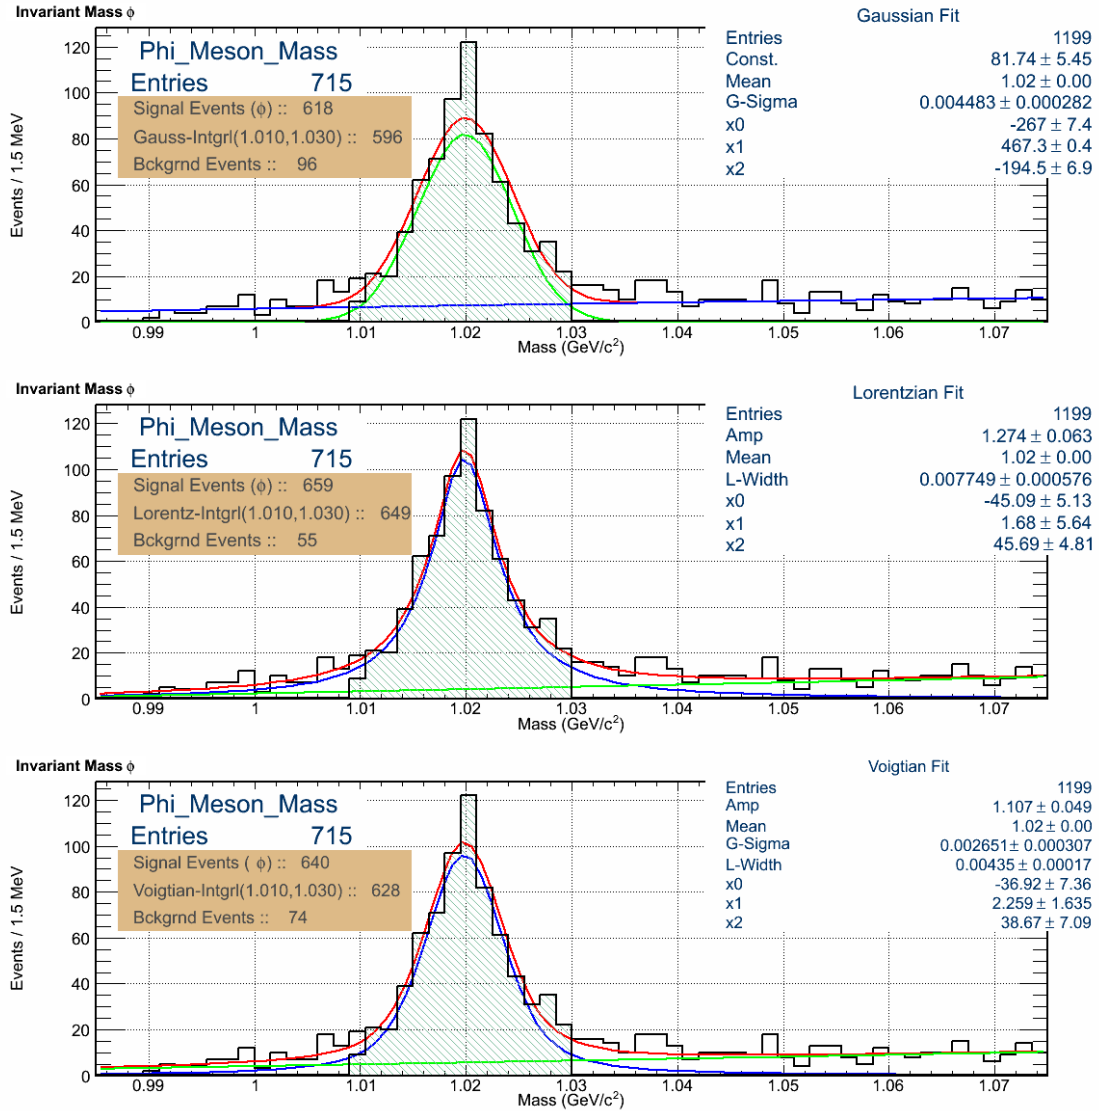 Invariant Mass ϕ
Gaussian Fit
Phi_Meson_Mass
Entries 715
Signal Events (ϕ) :: 618
Gauss-Intgrl(1.010,1.030) :: 596
Bckgrnd Events :: 96
Entries 1199
Const. 81.74 ± 5.45
Mean 1.02 ± 0.00
G-Sigma 0.004483 ± 0.000282
x0 -267 ± 7.4
x1 467.3 ± 0.4
x2 -194.5 ± 6.9
Events / 1.5 MeV
120
100
80
60
40
20
0
0.99 1 1.01 1.02 1.03 1.04 1.05 1.06 1.07
Mass (GeV/c²)
Invariant Mass ϕ
Lorentzian Fit
Phi_Meson_Mass
Entries 715
Signal Events (ϕ) :: 659
Lorentz-Intgrl(1.010,1.030) :: 649
Bckgrnd Events :: 55
Entries 1199
Amp 1.274 ± 0.063
Mean 1.02 ± 0.00
L-Width 0.007749 ± 0.000576
x0 -45.09 ± 5.13
x1 1.68 ± 5.64
x2 45.69 ± 4.81
Events / 1.5 MeV
120
100
80
60
40
20
0
0.99 1 1.01 1.02 1.03 1.04 1.05 1.06 1.07
Mass (GeV/c²)
Invariant Mass ϕ
Voigtian Fit
Phi_Meson_Mass
Entries 715
Signal Events ( ϕ) :: 640
Voigtian-Intgrl(1.010,1.030) :: 628
Bckgrnd Events :: 74
Entries 1199
Amp 1.107 ± 0.049
Mean 1.02 ± 0.00
G-Sigma 0.002651 ± 0.000307
L-Width 0.00435 ± 0.00017
x0 -36.92 ± 7.36
x1 2.259 ± 1.635
x2 38.67 ± 7.09
Events / 1.5 MeV
120
100
80
60
40
20
0
0.99 1 1.01 1.02 1.03 1.04 1.05 1.06 1.07
Mass (GeV/c²)